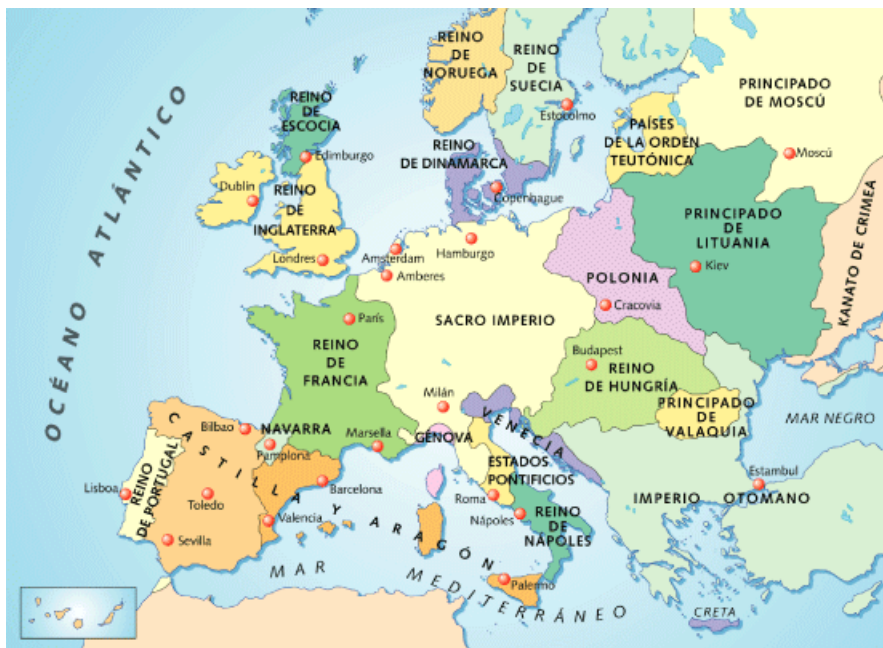 REINO
DE
NORUEGA
REINO
DE
SUECIA
Estocolmo
PRINCIPADO
DE MOSCÚ
Moscú
REINO
DE
ESCOCIA
Edimburgo
REINO
DE DINAMARCA
Copenhague
PAÍSES
DE LA ORDEN
TEUTÓNICA
OCÉANO ATLÁNTICO
Dublín
REINO
DE
INGLATERRA
Londres
Amsterdam
Amberes
Hamburgo
PRINCIPADO
DE
LITUANIA
Kiev
KANATO DE CRIMEA
POLONIA
Cracovia
SACRO IMPERIO
París
REINO
DE
FRANCIA
Budapest
REINO
DE HUNGRÍA
PRINCIPADO
DE
VALAQUIA
MAR NEGRO
Milán
VENECIA
GENOVA
Bilbao
NAVARRA
Pamplona
Marsella
CASTILLA Y ARAGÓN
REINO
DE PORTUGAL
Lisboa
Toledo
Sevilla
Valencia
Barcelona
ESTADOS
PONTIFICIOS
Roma
Nápoles
REINO
DE
NÁPOLES
Palermo
Estambul
IMPERIO OTOMANO
MAR MEDITERRÁNEO
CRETA